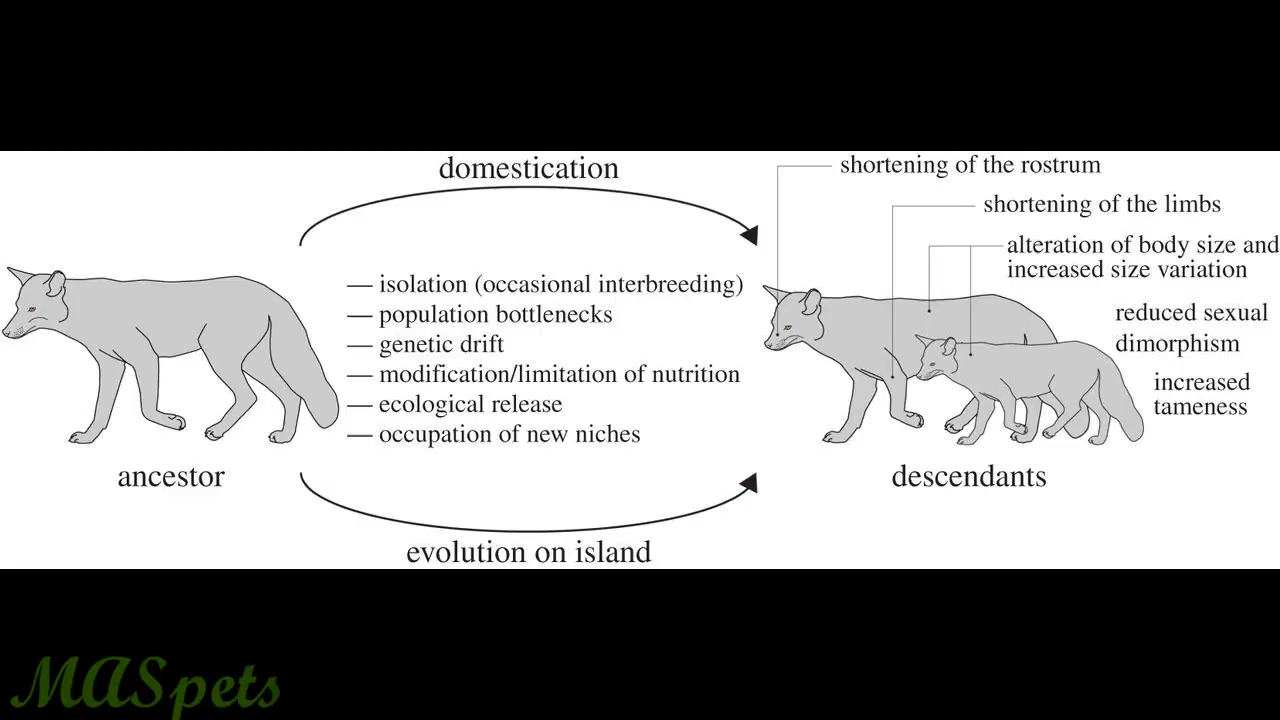 domestication
shortening of the rostrum
shortening of the limbs
alteration of body size and
increased size variation
— isolation (occasional interbreeding)
— population bottlenecks
— genetic drift
— modification/limitation of nutrition
— ecological release
— occupation of new niches
reduced sexual
dimorphism
increased
tameness
ancestor
descendants
evolution on island
MASpets